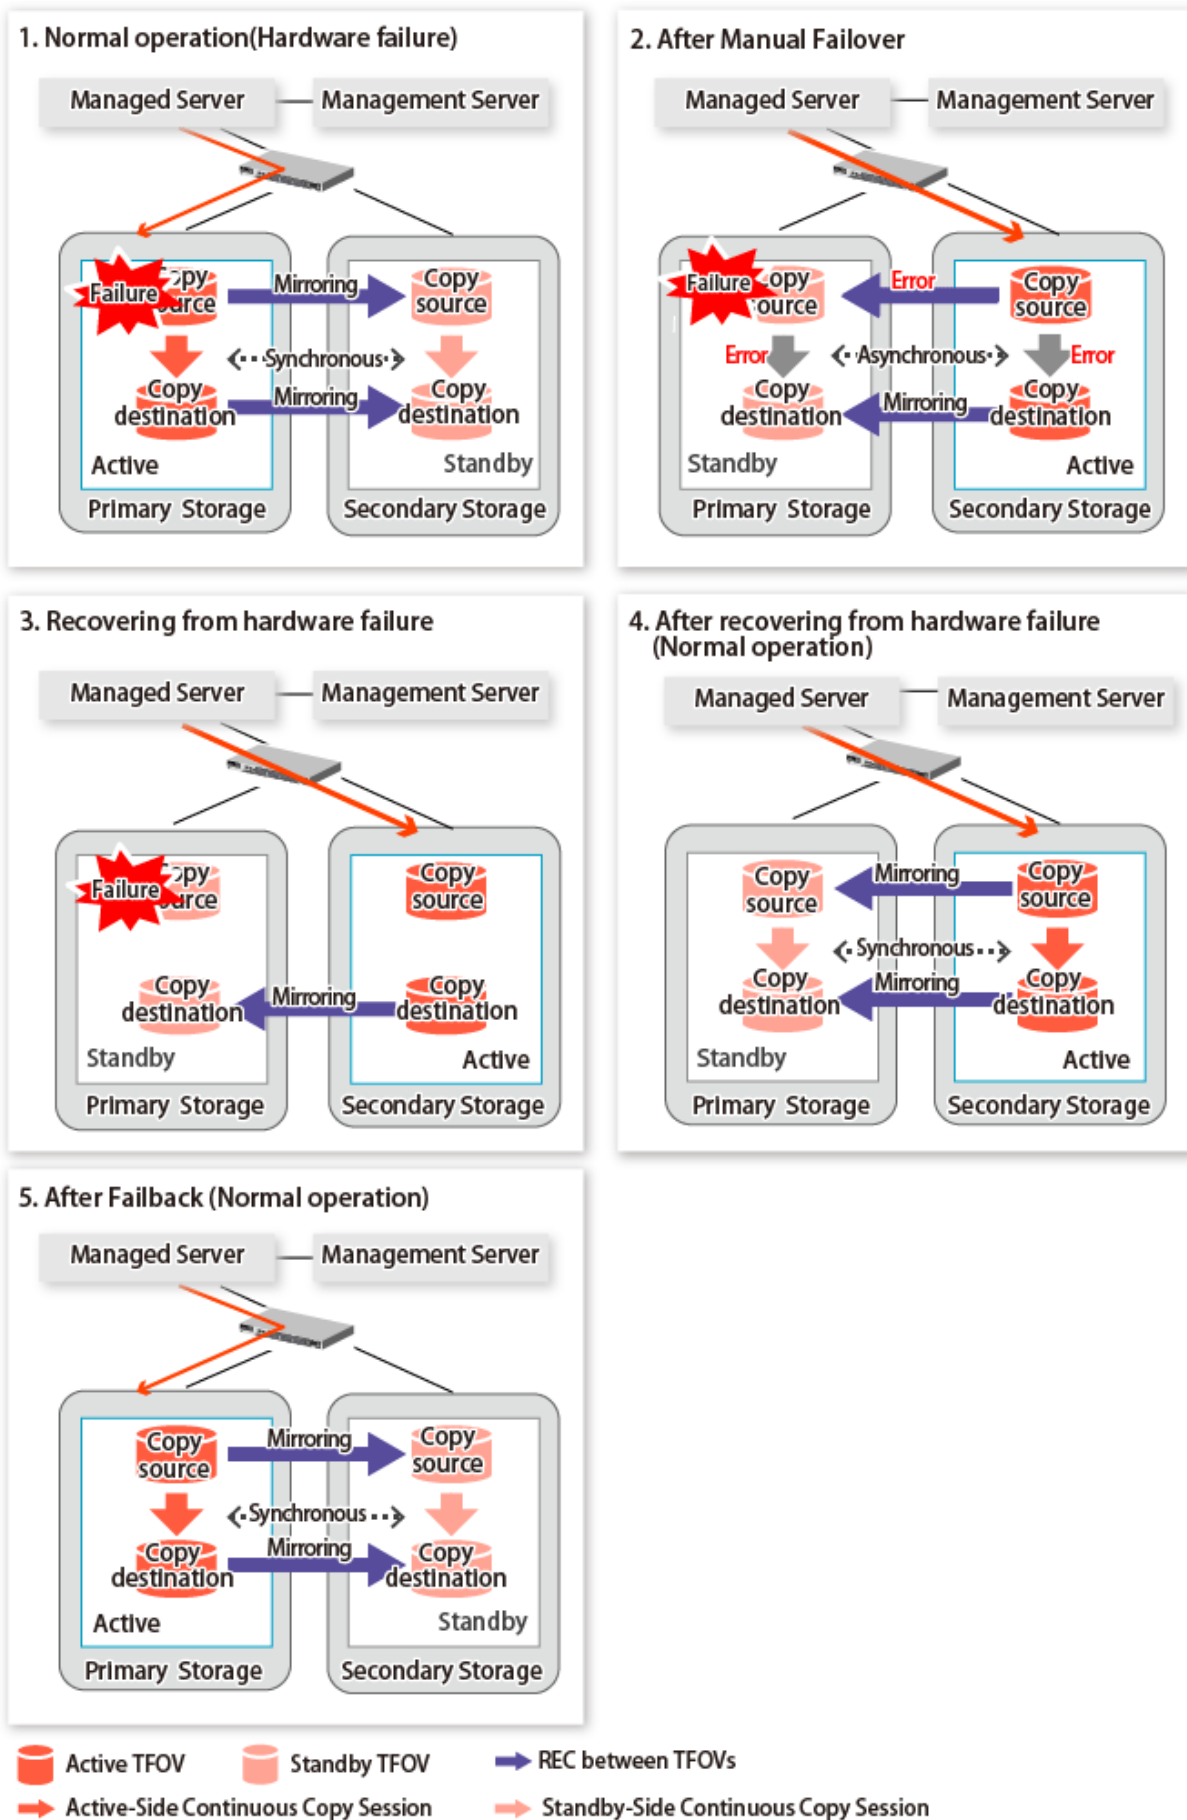 1. Normal operation(Hardware failure)
Managed Server
Management Server
Failure
Copy
source
Mirroring
Copy
source
Synchronous
Copy
destination
Mirroring
Copy
destination
Active
Standby
Primary Storage
Secondary Storage
2. After Manual Failover
Managed Server
Management Server
Failure
Copy
source
Error
Copy
source
Error
Asynchronous
Error
Copy
destination
Mirroring
Copy
destination
Standby
Active
Primary Storage
Secondary Storage
3. Recovering from hardware failure
Managed Server
Management Server
Failure
Copy
source
Copy
source
Copy
destination
Mirroring
Copy
destination
Standby
Active
Primary Storage
Secondary Storage
4. After recovering from hardware failure
(Normal operation)
Managed Server
Management Server
Copy
source
Mirroring
Copy
source
Synchronous
Copy
destination
Mirroring
Copy
destination
Standby
Active
Primary Storage
Secondary Storage
5. After Failback (Normal operation)
Managed Server
Management Server
Copy
source
Mirroring
Copy
source
Synchronous
Copy
destination
Mirroring
Copy
destination
Active
Standby
Primary Storage
Secondary Storage
Active TFOV
Standby TFOV
REC between TFOVs
Active-Side Continuous Copy Session
Standby-Side Continuous Copy Session